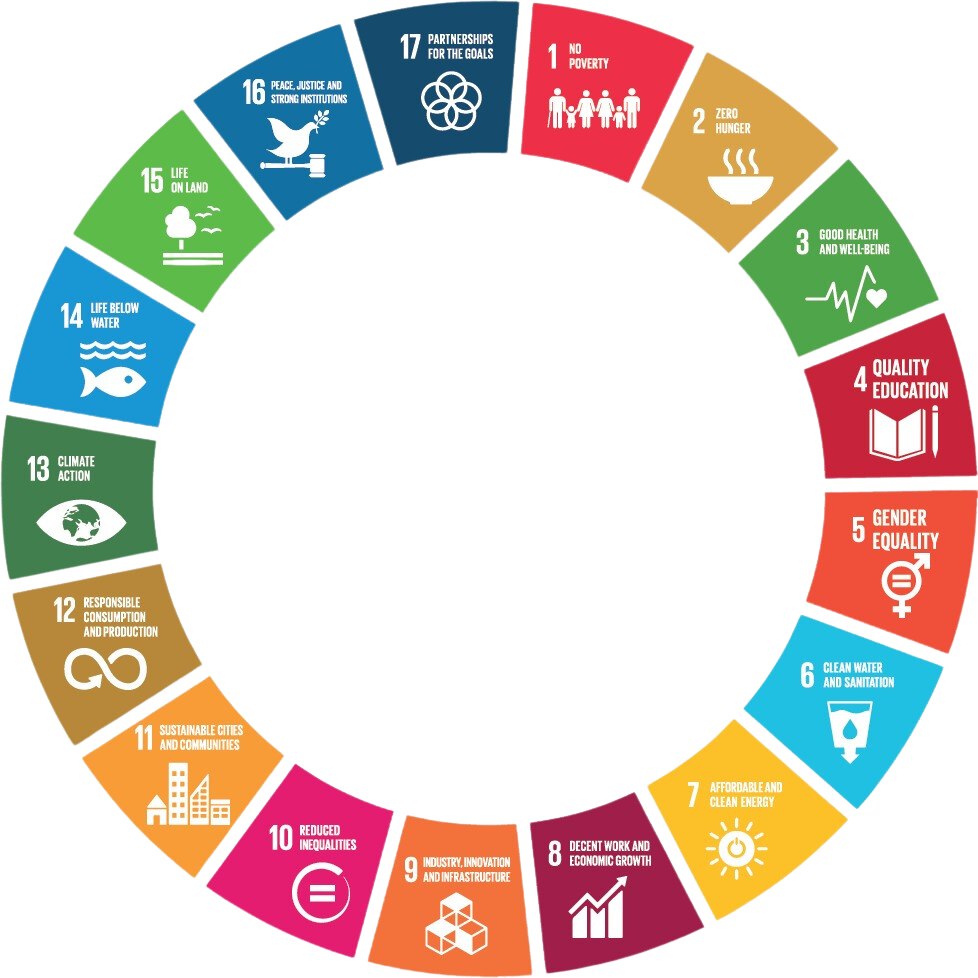 1 NO
POVERTY
2 ZERO
HUNGER
3 GOOD HEALTH
AND WELL-BEING
4 QUALITY
EDUCATION
5 GENDER
EQUALITY
6 CLEAN WATER
AND SANITATION
7 AFFORDABLE AND
CLEAN ENERGY
8 DECENT WORK AND
ECONOMIC GROWTH
9 INDUSTRY, INNOVATION
AND INFRASTRUCTURE
10 REDUCED
INEQUALITIES
11 SUSTAINABLE CITIES
AND COMMUNITIES
12 RESPONSIBLE
CONSUMPTION
AND PRODUCTION
13 CLIMATE
ACTION
14 LIFE BELOW
WATER
15 LIFE
ON LAND
16 PEACE, JUSTICE AND
STRONG INSTITUTIONS
17 PARTNERSHIPS
FOR THE GOALS